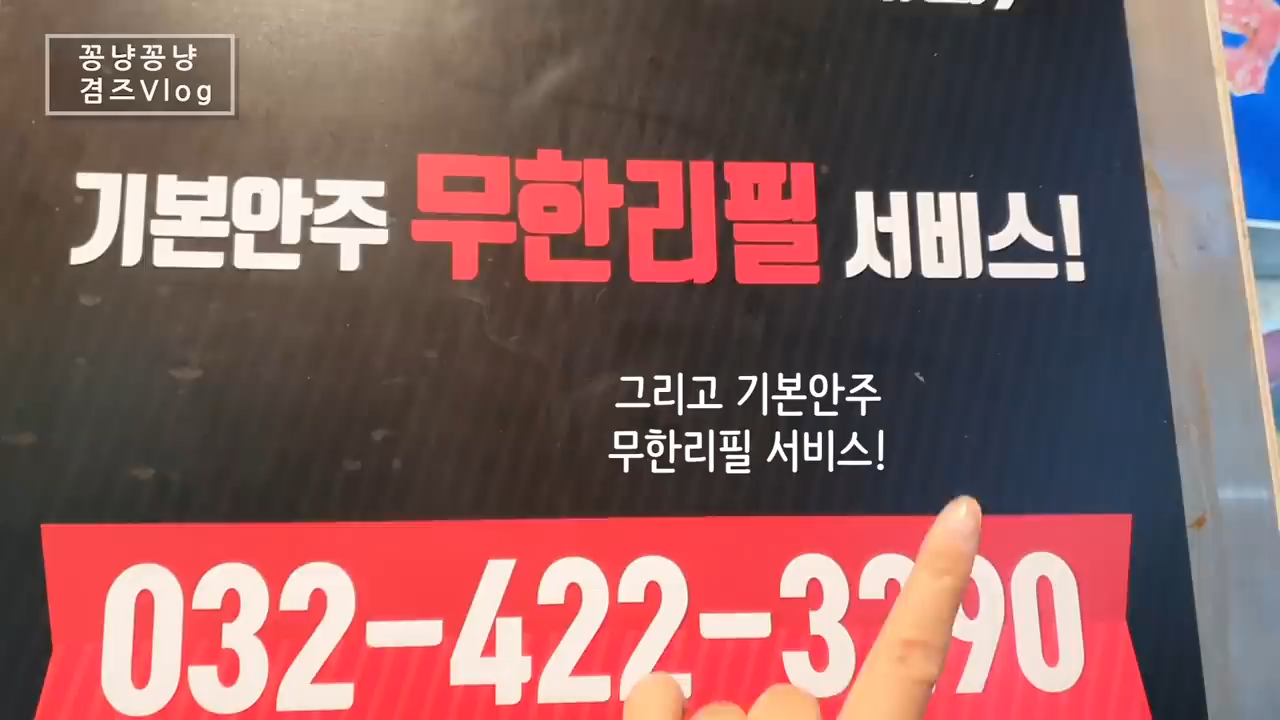 꽁냥꽁냥
겸즈Vlog
기본안주 무한리필 서비스!
그리고 기본안주
무한리필 서비스!
032-422-3290